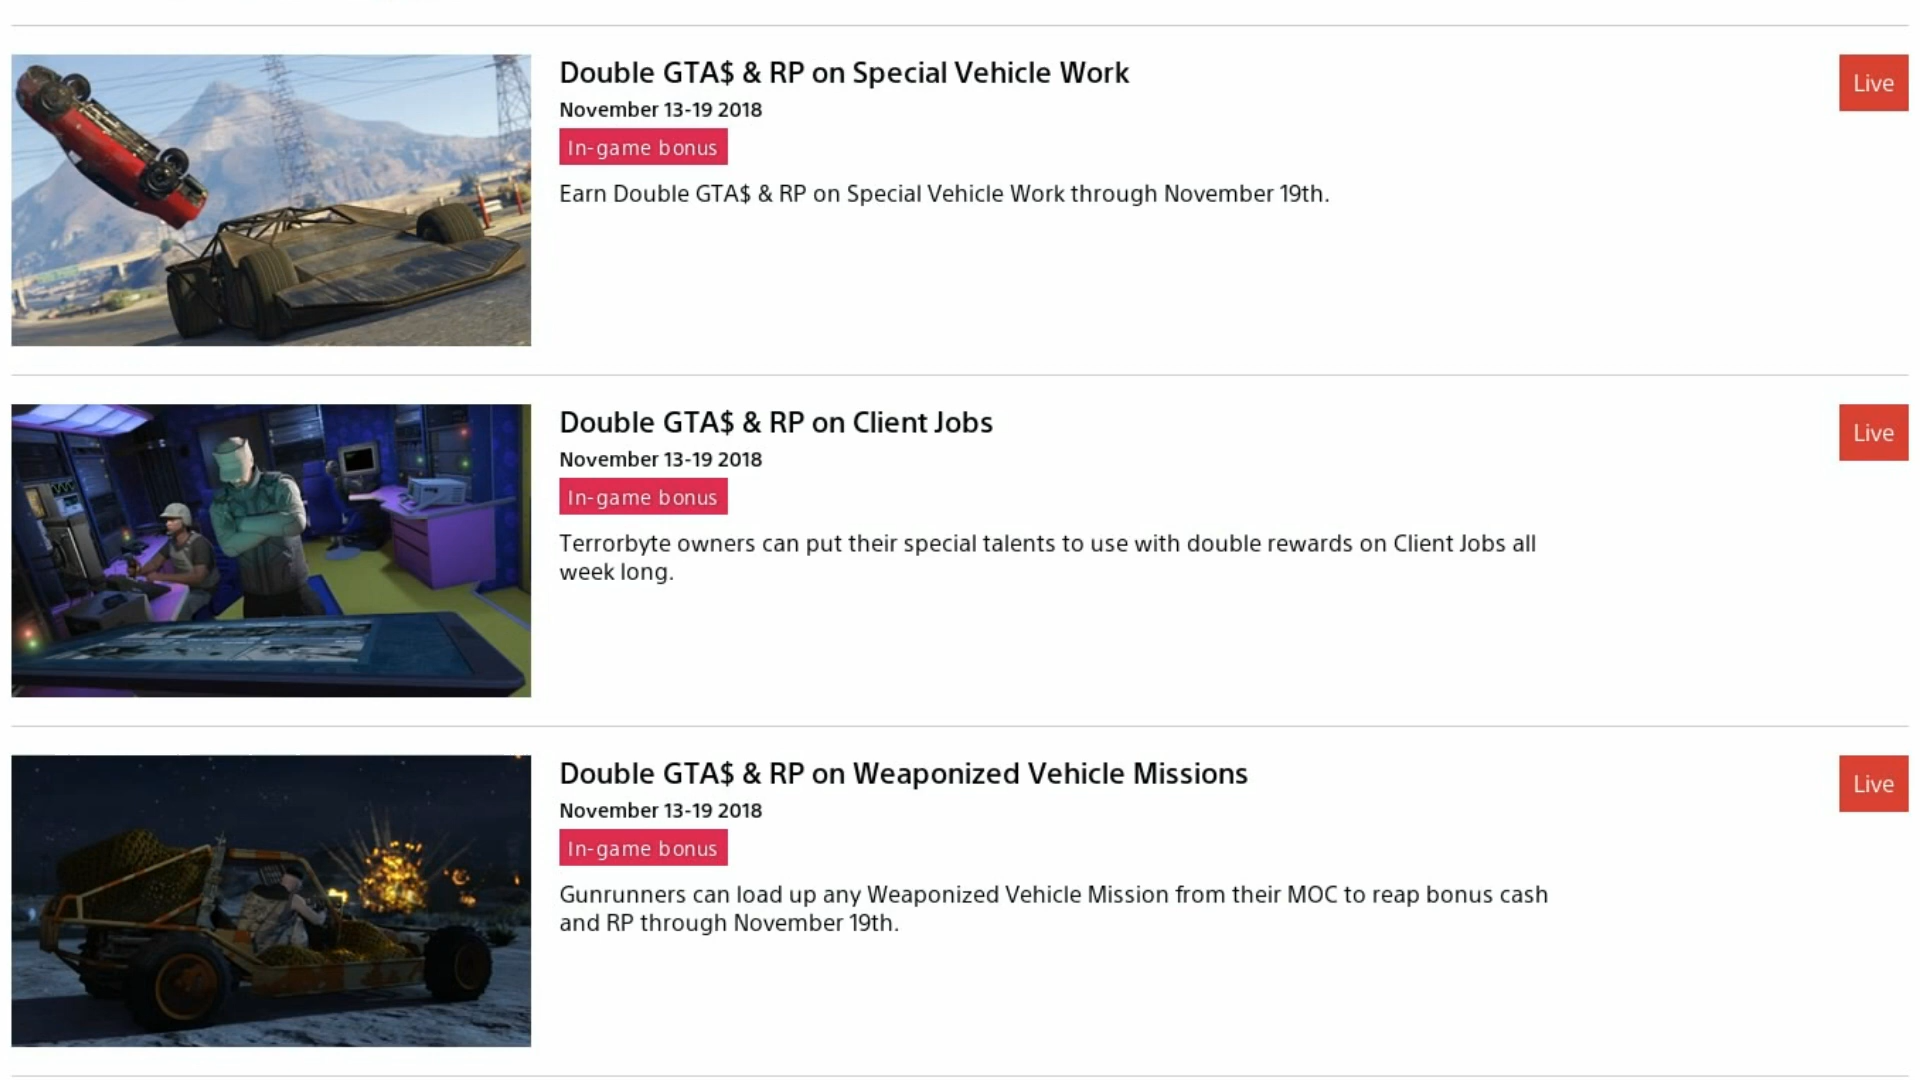 Double GTA$ & RP on Special Vehicle Work
Live
November 13-19 2018
In-game bonus
Earn Double GTA$ & RP on Special Vehicle Work through November 19th.
Double GTA$ & RP on Client Jobs
Live
November 13-19 2018
In-game bonus
Terrorbyte owners can put their special talents to use with double rewards on Client Jobs all
week long.
Double GTA$ & RP on Weaponized Vehicle Missions
Live
November 13-19 2018
In-game bonus
Gunrunners can load up any Weaponized Vehicle Mission from their MOC to reap bonus cash
and RP through November 19th.